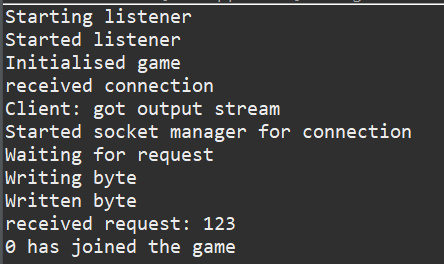 Starting listener
Started listener
Initialised game
received connection
Client: got output stream
Started socket manager for connection
Waiting for request
Writing byte
Written byte
received request: 123
0 has joined the game